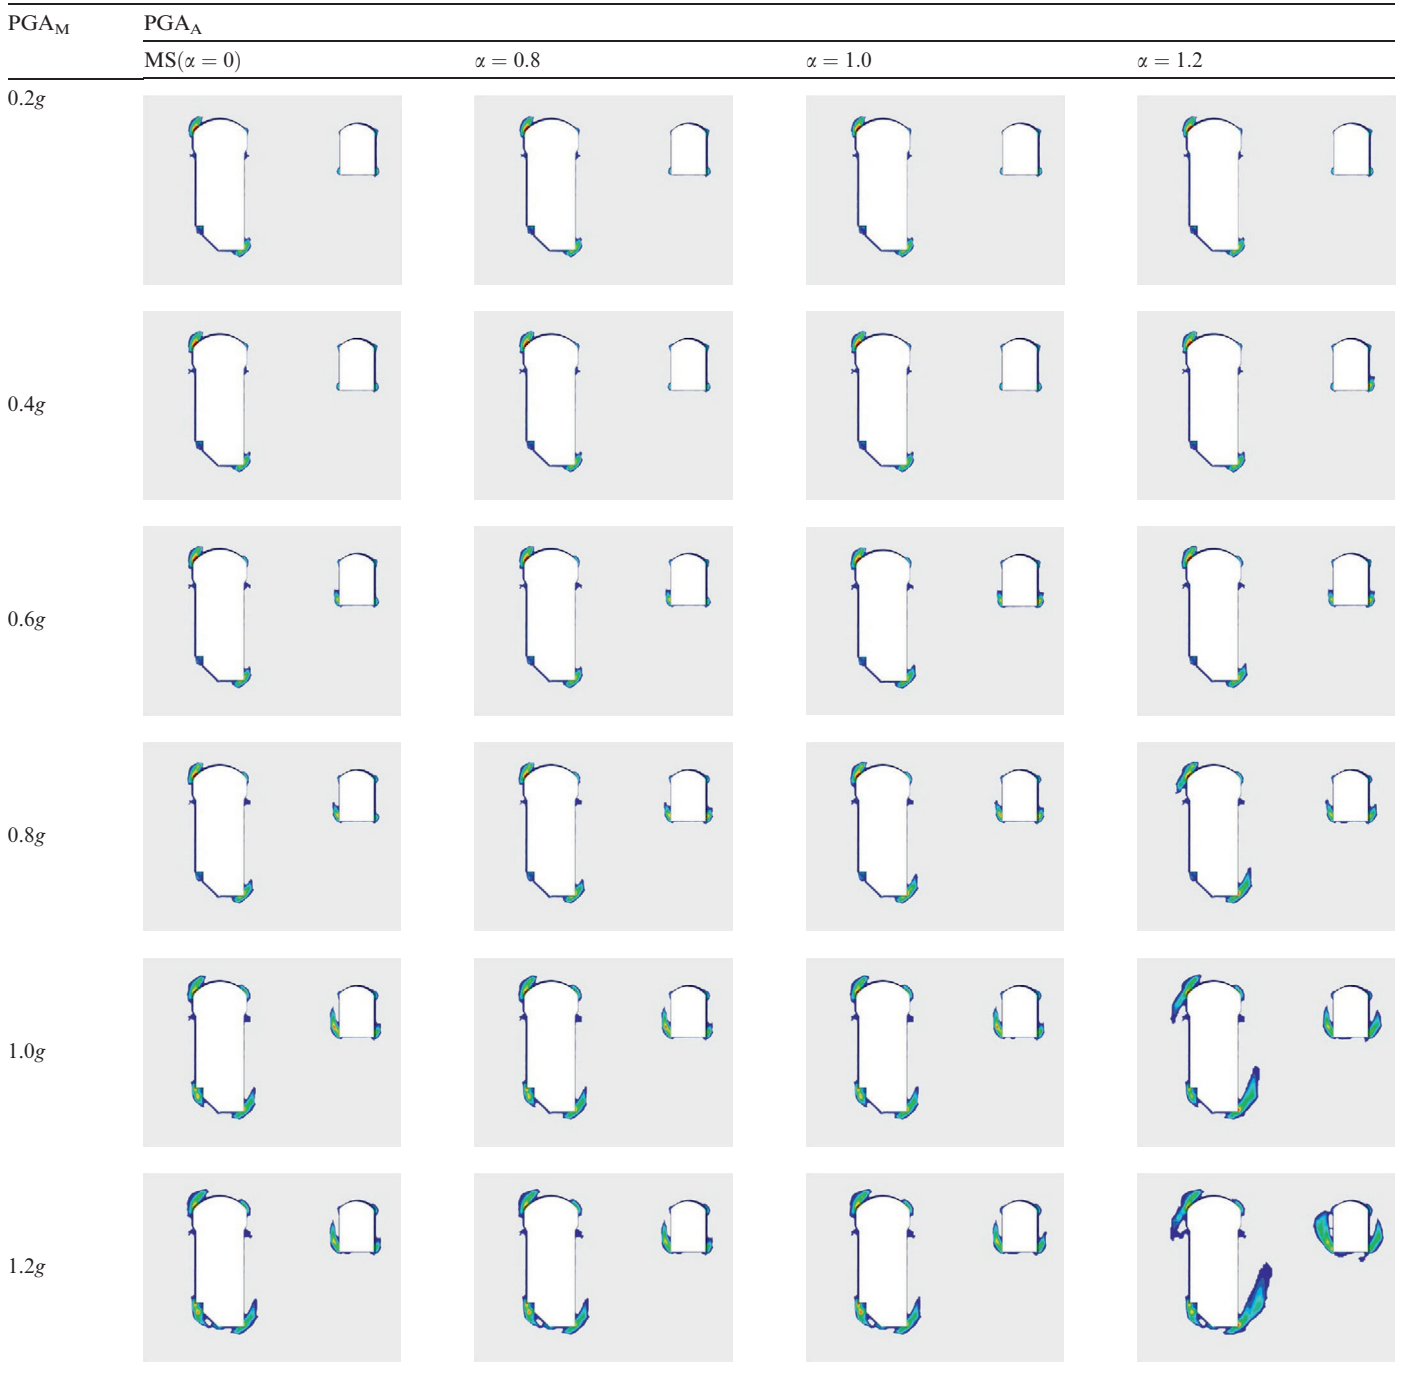 PGA_M PGA_A
MS(α = 0) α = 0.8 α = 1.0 α = 1.2
0.2g
0.4g
0.6g
0.8g
1.0g
1.2g